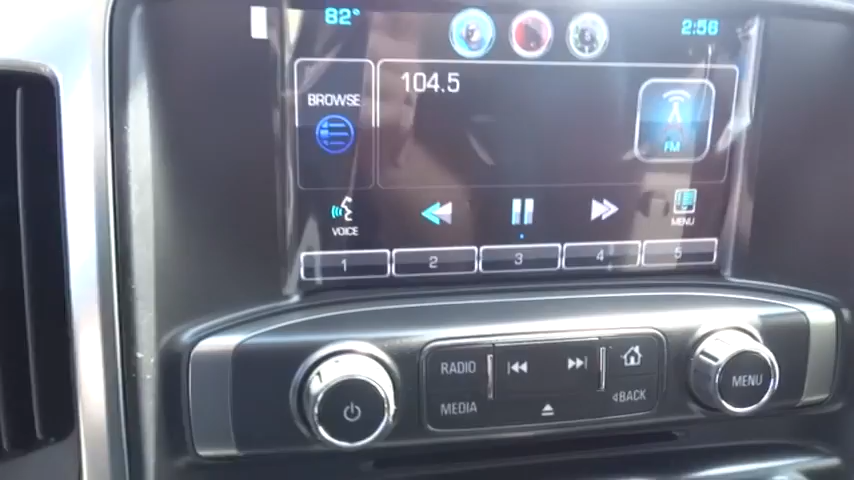 82° 2:56
BROWSE 104.5
FM
VOICE MENU
1 2 3 4 5
RADIO
MEDIA BACK
MENU